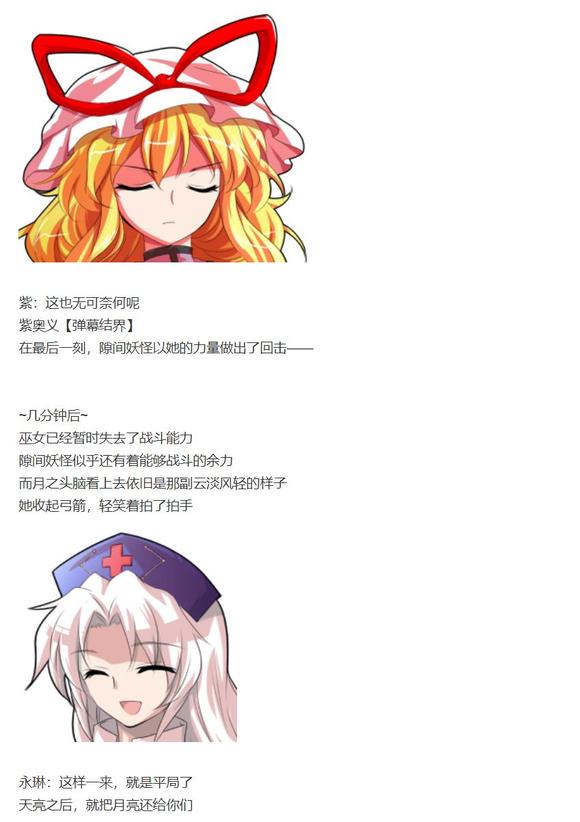 紫：这也无可奈何呢
紫奥义【弹幕结界】
在最后一刻，隙间妖怪以她的力量做出了回击——
~几分钟后~
巫女已经暂时失去了战斗能力
隙间妖怪似乎还有着能够战斗的余力
而月之头脑看上去依旧是那副云淡风轻的样子
她收起弓箭，轻笑着拍了拍手
永琳：这样一来，就是平局了
天亮之后，就把月亮还给你们